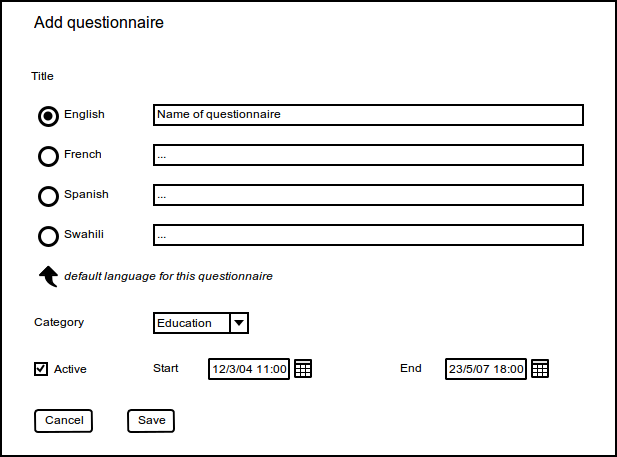 Add questionnaire
Title
English Name of questionnaire
French ...
Spanish ...
Swahili ...
default language for this questionnaire
Category Education
Active Start 12/3/04 11:00 End 23/5/07 18:00
Cancel Save